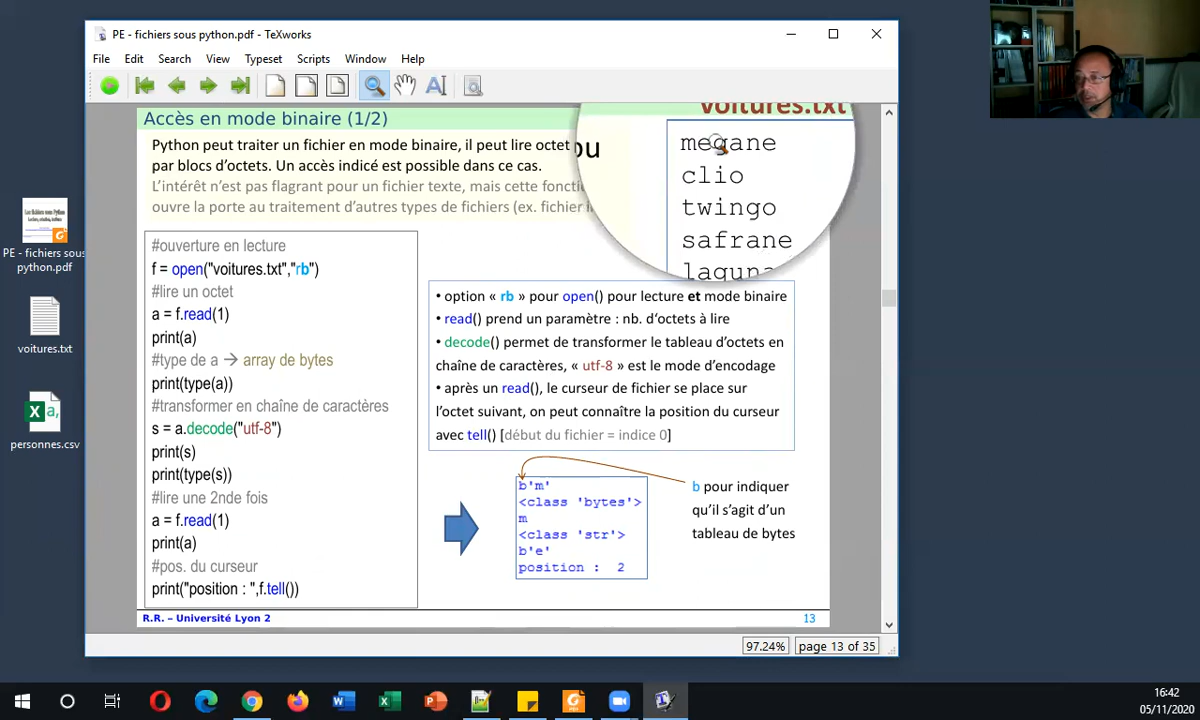 PE - fichiers sous python.pdf - TeXworks
File Edit Search View Typeset Scripts Window Help
Accès en mode binaire (1/2)
Python peut traiter un fichier en mode binaire, il peut lire octet
par blocs d'octets. Un accès indicé est possible dans ce cas.
L'intérêt n'est pas flagrant pour un fichier texte, mais cette foncti
ouvre la porte au traitement d'autres types de fichiers (ex. fichier i
ou
voitures.txt
megane
clio
twingo
safrane
laguna
#ouverture en lecture
f = open("voitures.txt","rb")
#lire un octet
a = f.read(1)
print(a)
#type de a → array de bytes
print(type(a))
#transformer en chaîne de caractères
s = a.decode("utf-8")
print(s)
print(type(s))
#lire une 2nde fois
a = f.read(1)
print(a)
#pos. du curseur
print("position : ",f.tell())
• option « rb » pour open() pour lecture et mode binaire
• read() prend un paramètre : nb. d'octets à lire
• decode() permet de transformer le tableau d'octets en
chaîne de caractères, « utf-8 » est le mode d'encodage
• après un read(), le curseur de fichier se place sur
l'octet suivant, on peut connaître la position du curseur
avec tell() [début du fichier = indice 0]
b'm'
<class 'bytes'>
m
<class 'str'>
b'e'
position :  2
b pour indiquer
qu'il s'agit d'un
tableau de bytes
R.R. – Université Lyon 2
13
97.24% page 13 of 35
PE - fichiers sous
python.pdf
voitures.txt
personnes.csv
16:42
05/11/2020